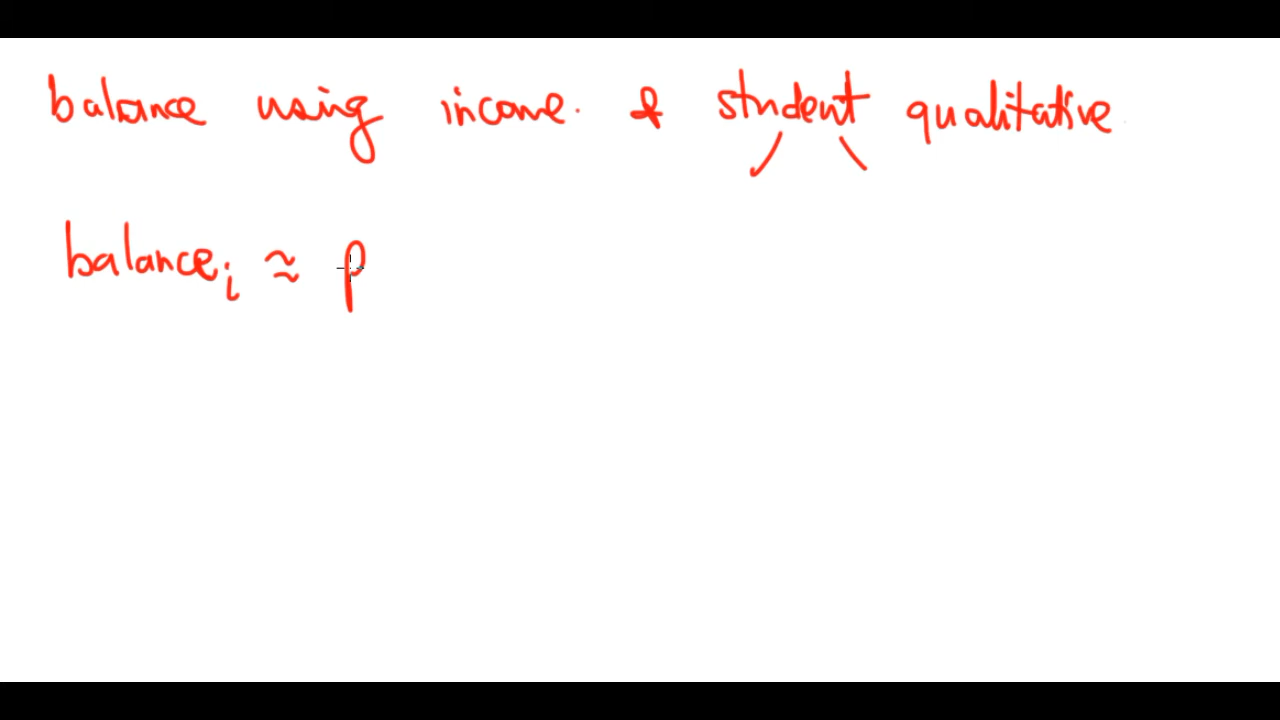 balance using income & student qualitative
balanceᵢ ≈ β